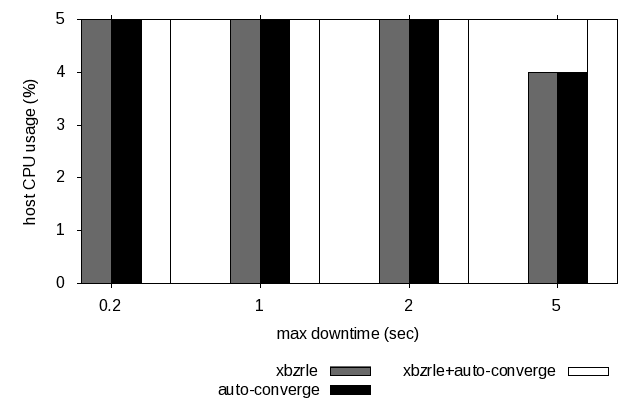 5
4
3
2
1
0
host CPU usage (%)
0.2 1 2 5
max downtime (sec)
xbzrle xbzrle+auto-converge
auto-converge